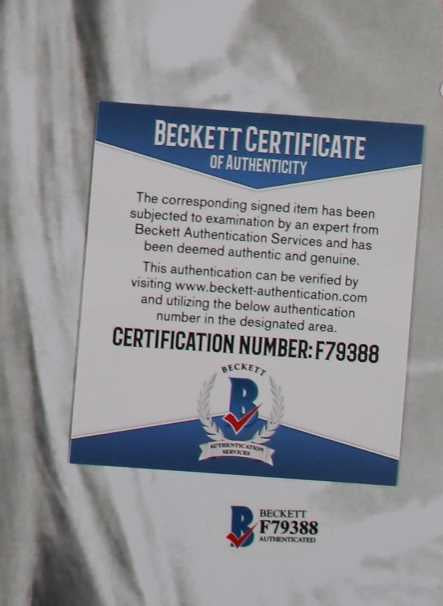 BECKETT CERTIFICATE
OF AUTHENTICITY
The corresponding signed item has been
subjected to examination by an expert from
Beckett Authentication Services and has
been deemed authentic and genuine.
This authentication can be verified by
visiting www.beckett-authentication.com
and utilizing the below authentication
number in the designated area.
CERTIFICATION NUMBER: F79388
BECKETT
B
AUTHENTICATION
SERVICES
B
BECKETT
F79388
AUTHENTICATED